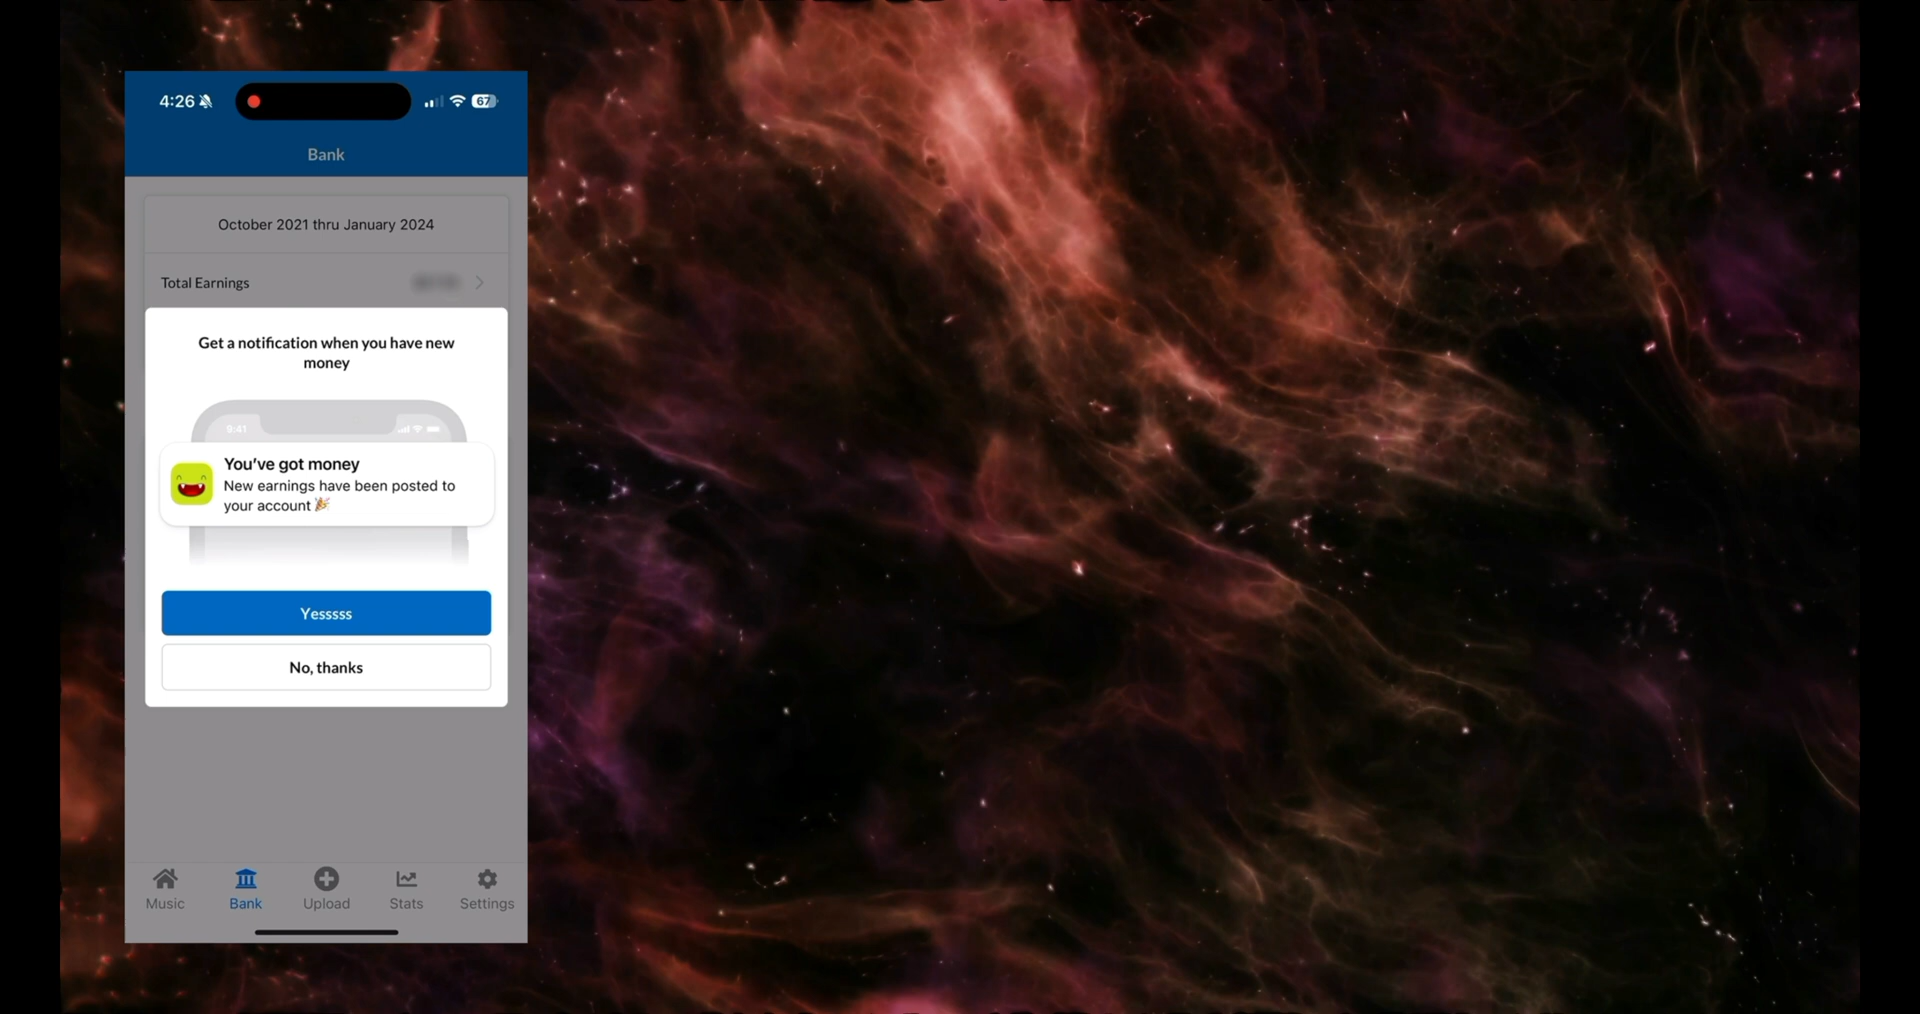 4:26
67
Bank
October 2021 thru January 2024
Total Earnings
Get a notification when you have new
money
9:41
You've got money
New earnings have been posted to
your account 🎉
Yesssss
No, thanks
Music
Bank
Upload
Stats
Settings